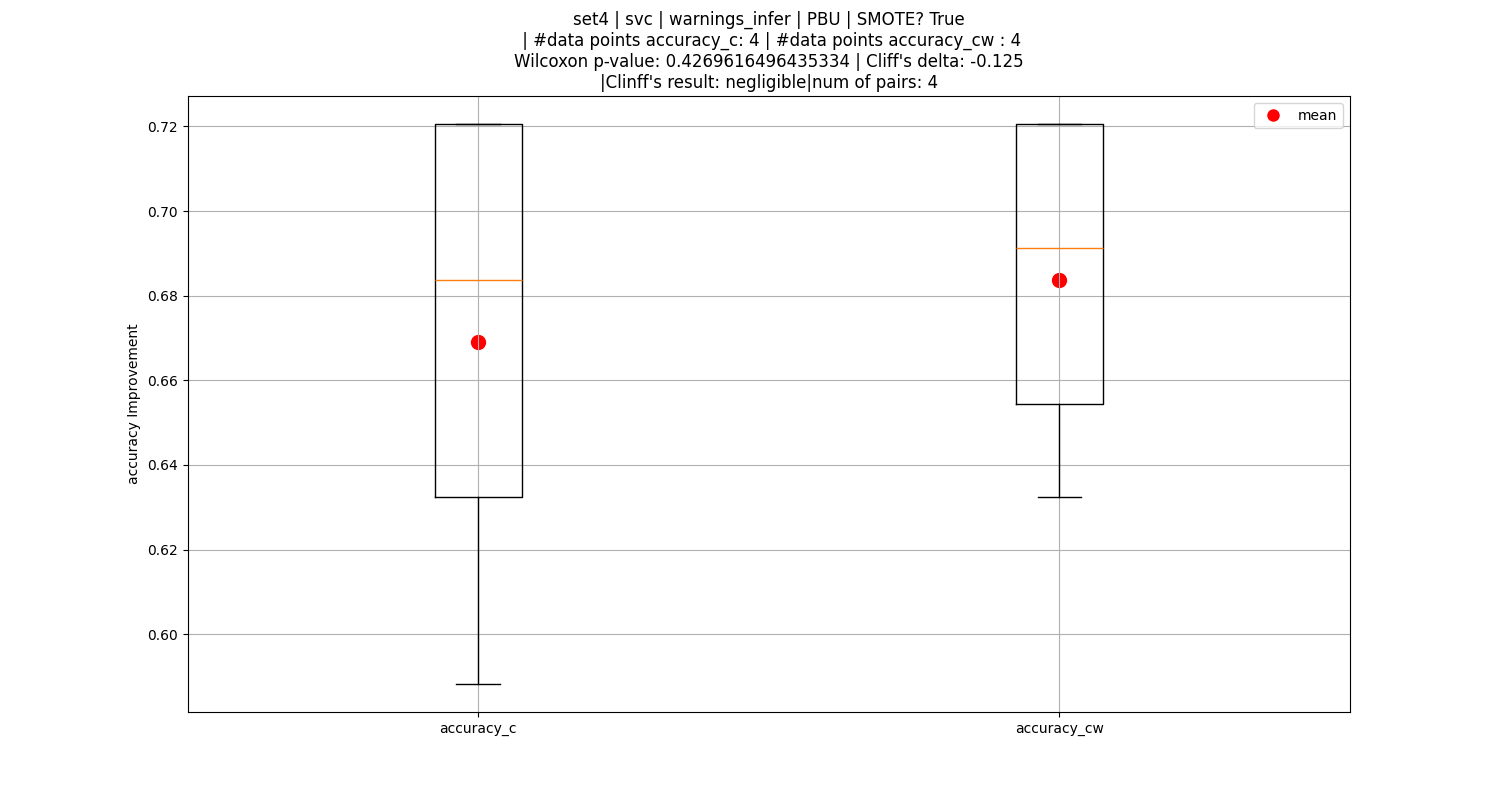 set4 | svc | warnings_infer | PBU | SMOTE? True
| #data points accuracy_c: 4 | #data points accuracy_cw : 4
Wilcoxon p-value: 0.4269616496435334 | Cliff's delta: -0.125
|Clinff's result: negligible|num of pairs: 4
mean
0.72
0.70
0.68
0.66
0.64
0.62
0.60
accuracy Improvement
accuracy_c
accuracy_cw